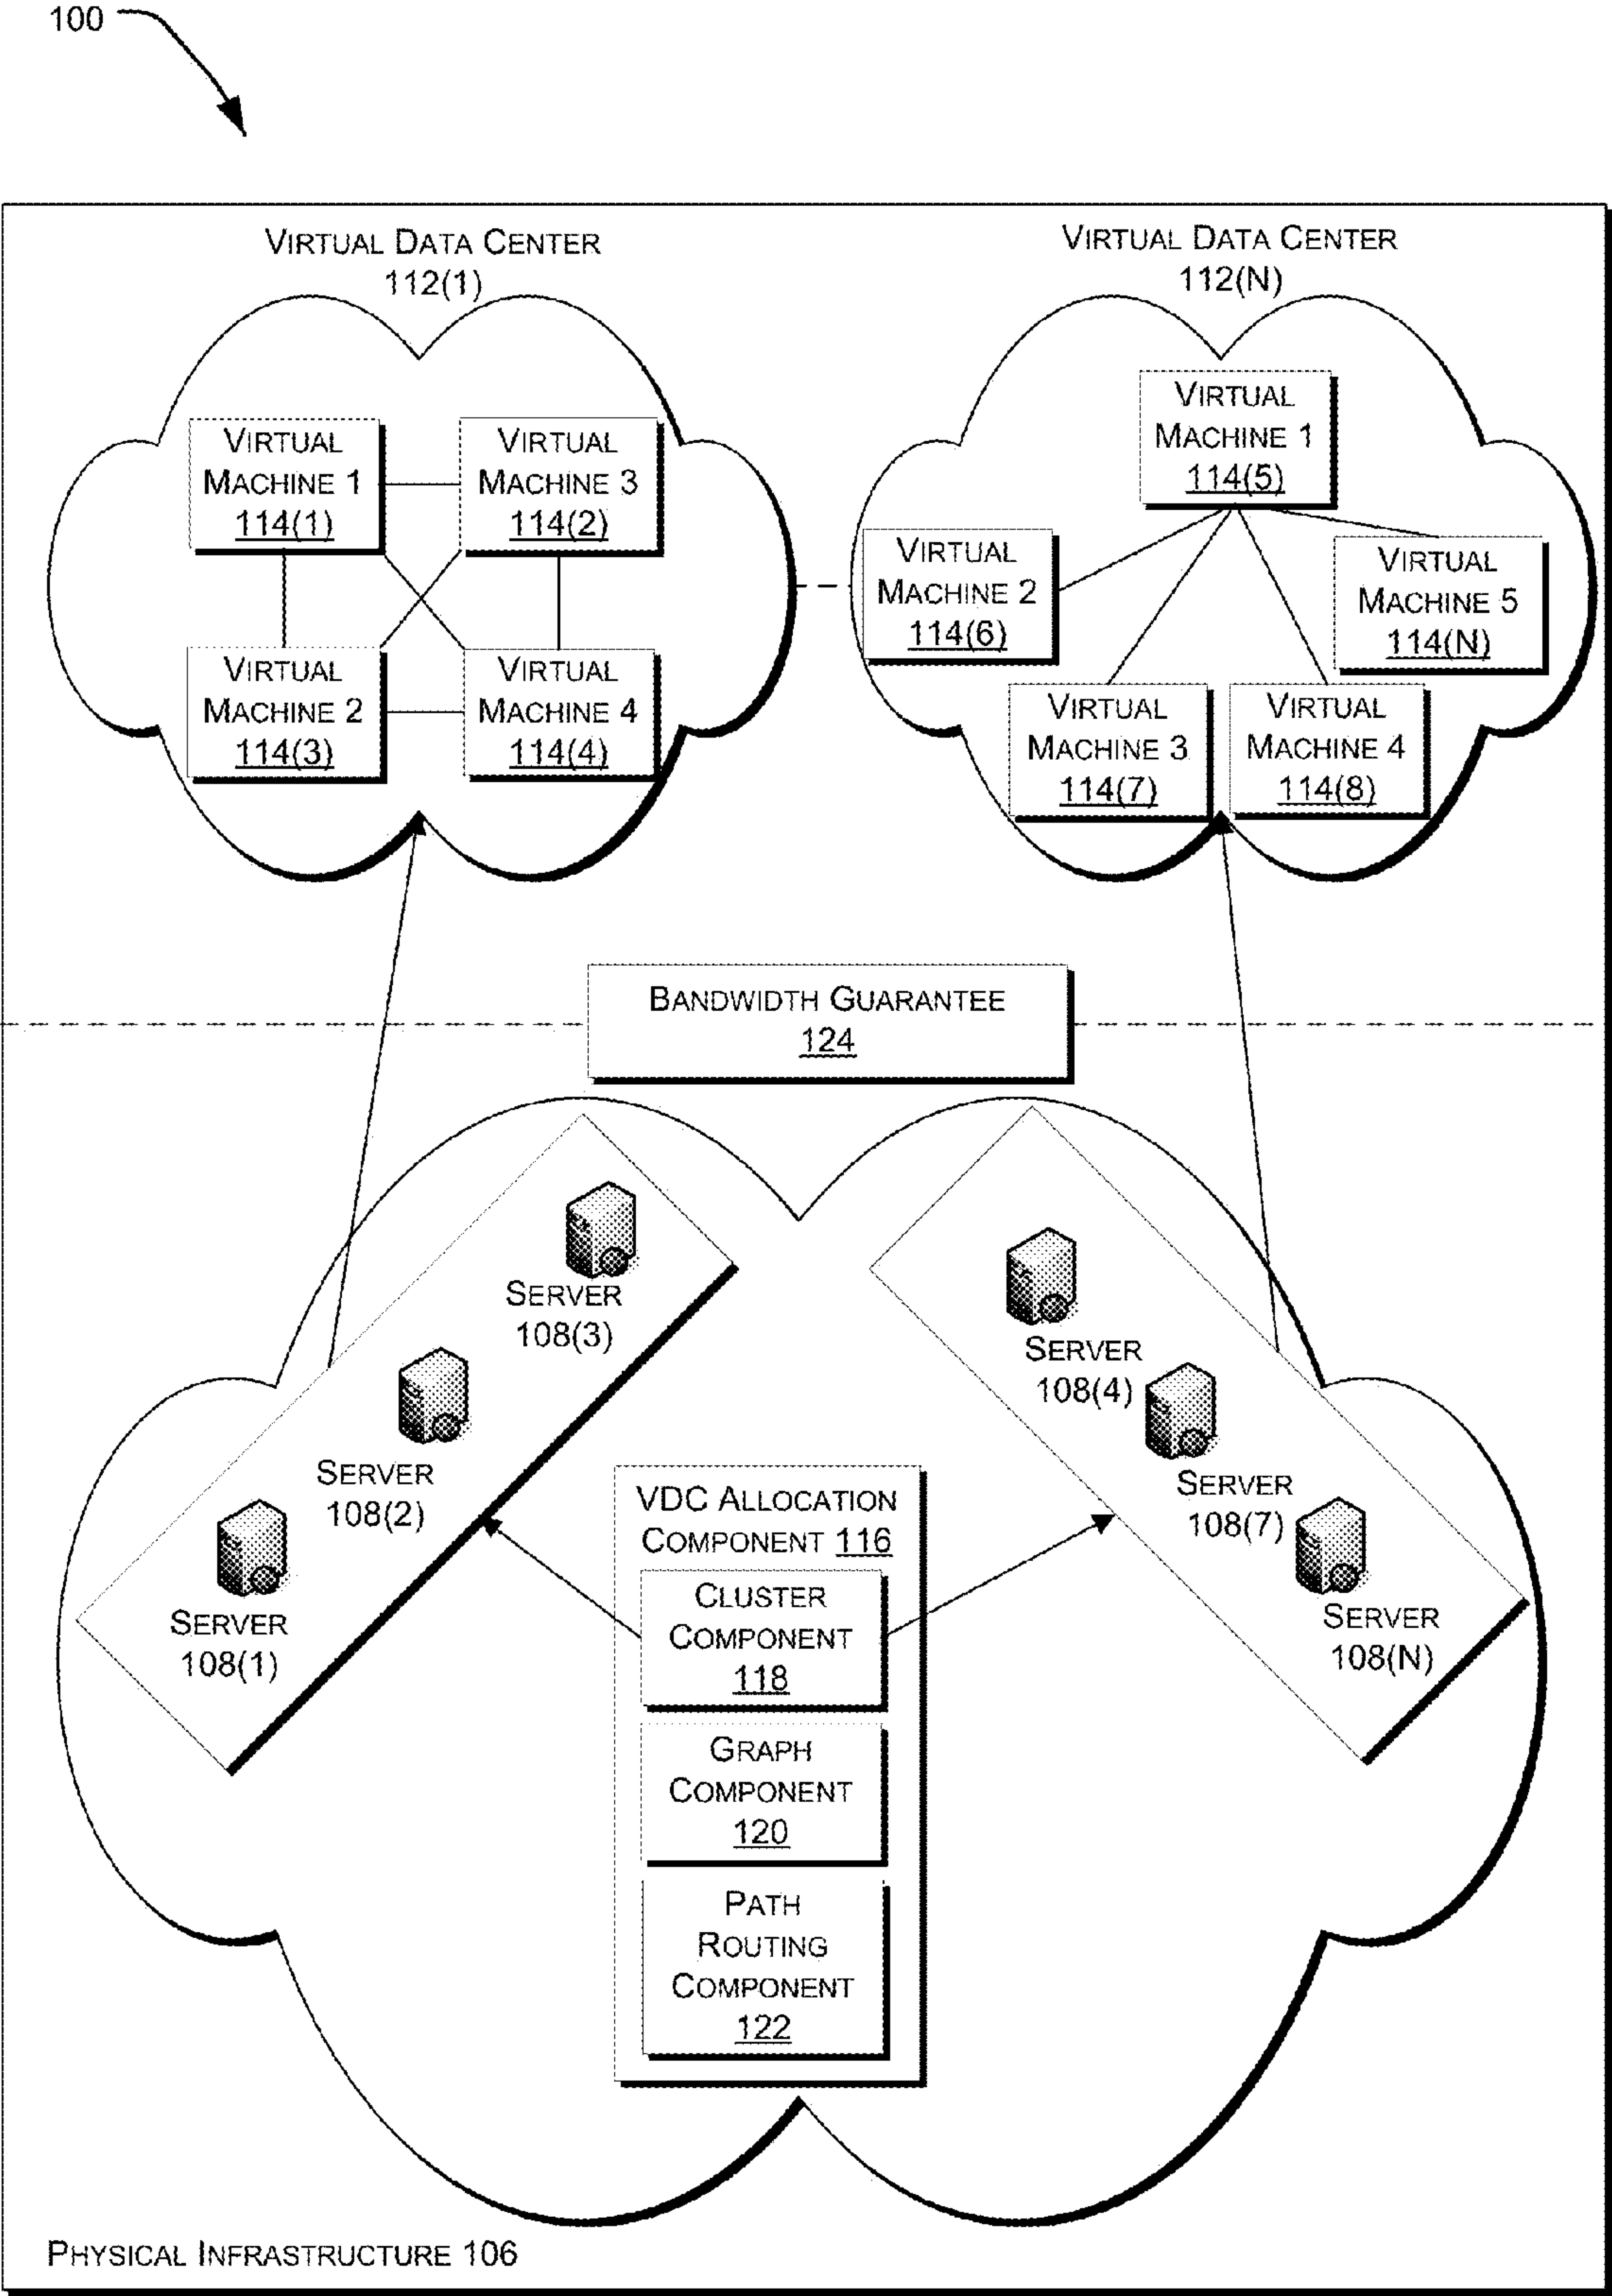 100
VIRTUAL DATA CENTER
112(1)
VIRTUAL DATA CENTER
112(N)
VIRTUAL
MACHINE 1
114(1)
VIRTUAL
MACHINE 3
114(2)
VIRTUAL
MACHINE 2
114(3)
VIRTUAL
MACHINE 4
114(4)
VIRTUAL
MACHINE 1
114(5)
VIRTUAL
MACHINE 2
114(6)
VIRTUAL
MACHINE 5
114(N)
VIRTUAL
MACHINE 3
114(7)
VIRTUAL
MACHINE 4
114(8)
BANDWIDTH GUARANTEE
124
SERVER
108(3)
SERVER
108(2)
SERVER
108(1)
SERVER
108(4)
SERVER
108(7)
SERVER
108(N)
VDC ALLOCATION
COMPONENT 116
CLUSTER
COMPONENT
118
GRAPH
COMPONENT
120
PATH
ROUTING
COMPONENT
122
PHYSICAL INFRASTRUCTURE 106